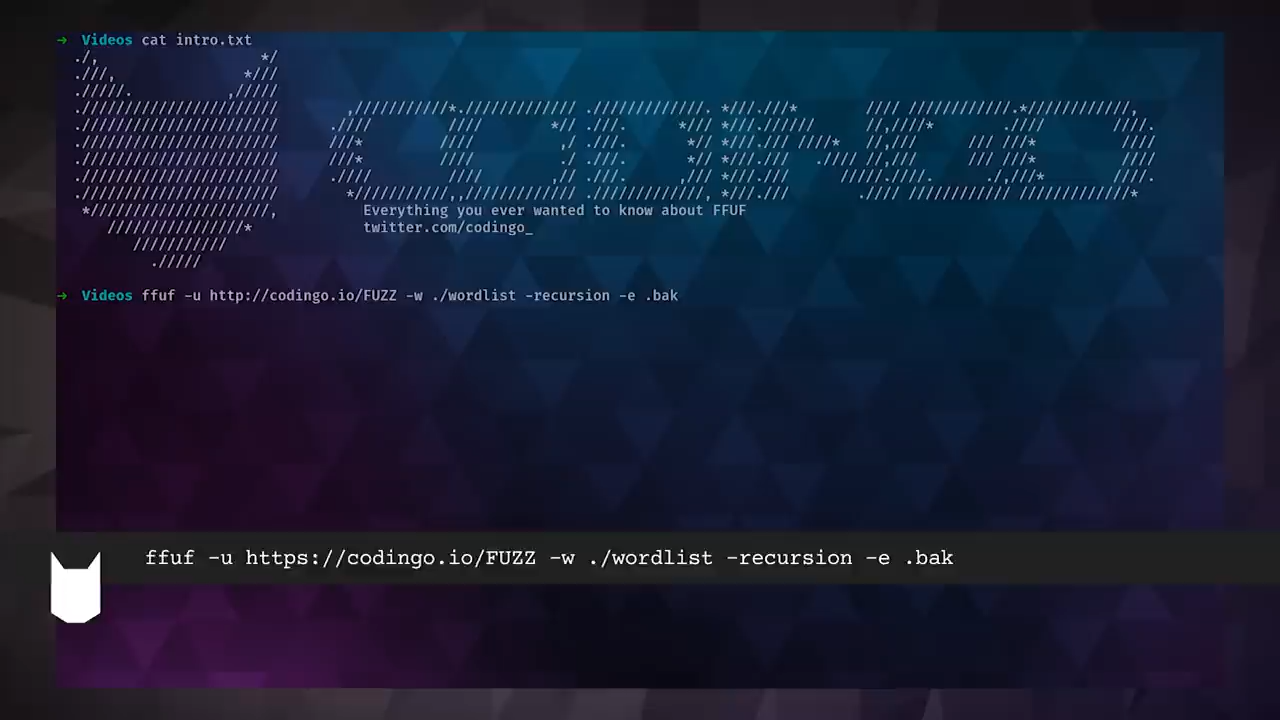 → Videos cat intro.txt
CODINGO
Everything you ever wanted to know about FFUF
twitter.com/codingo_
→ Videos ffuf -u http://codingo.io/FUZZ -w ./wordlist -recursion -e .bak
ffuf -u https://codingo.io/FUZZ -w ./wordlist -recursion -e .bak